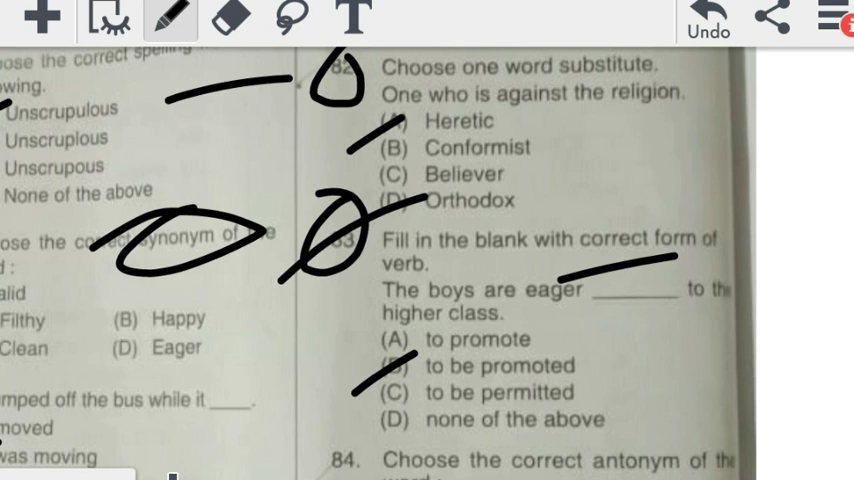 Undo
ose the correct spelling
wing.
Unscrupulous
Unscruplous
Unscrupous
None of the above
ose the correct synonym of the
d :
alid
Filthy (B) Happy
Clean (D) Eager
mped off the bus while it ____.
moved
was moving
82
Choose one word substitute.
One who is against the religion.
(A) Heretic
(B) Conformist
(C) Believer
(D) Orthodox
83
Fill in the blank with correct form of
verb.
The boys are eager ________ to the
higher class.
(A) to promote
(B) to be promoted
(C) to be permitted
(D) none of the above
84. Choose the correct antonym of the